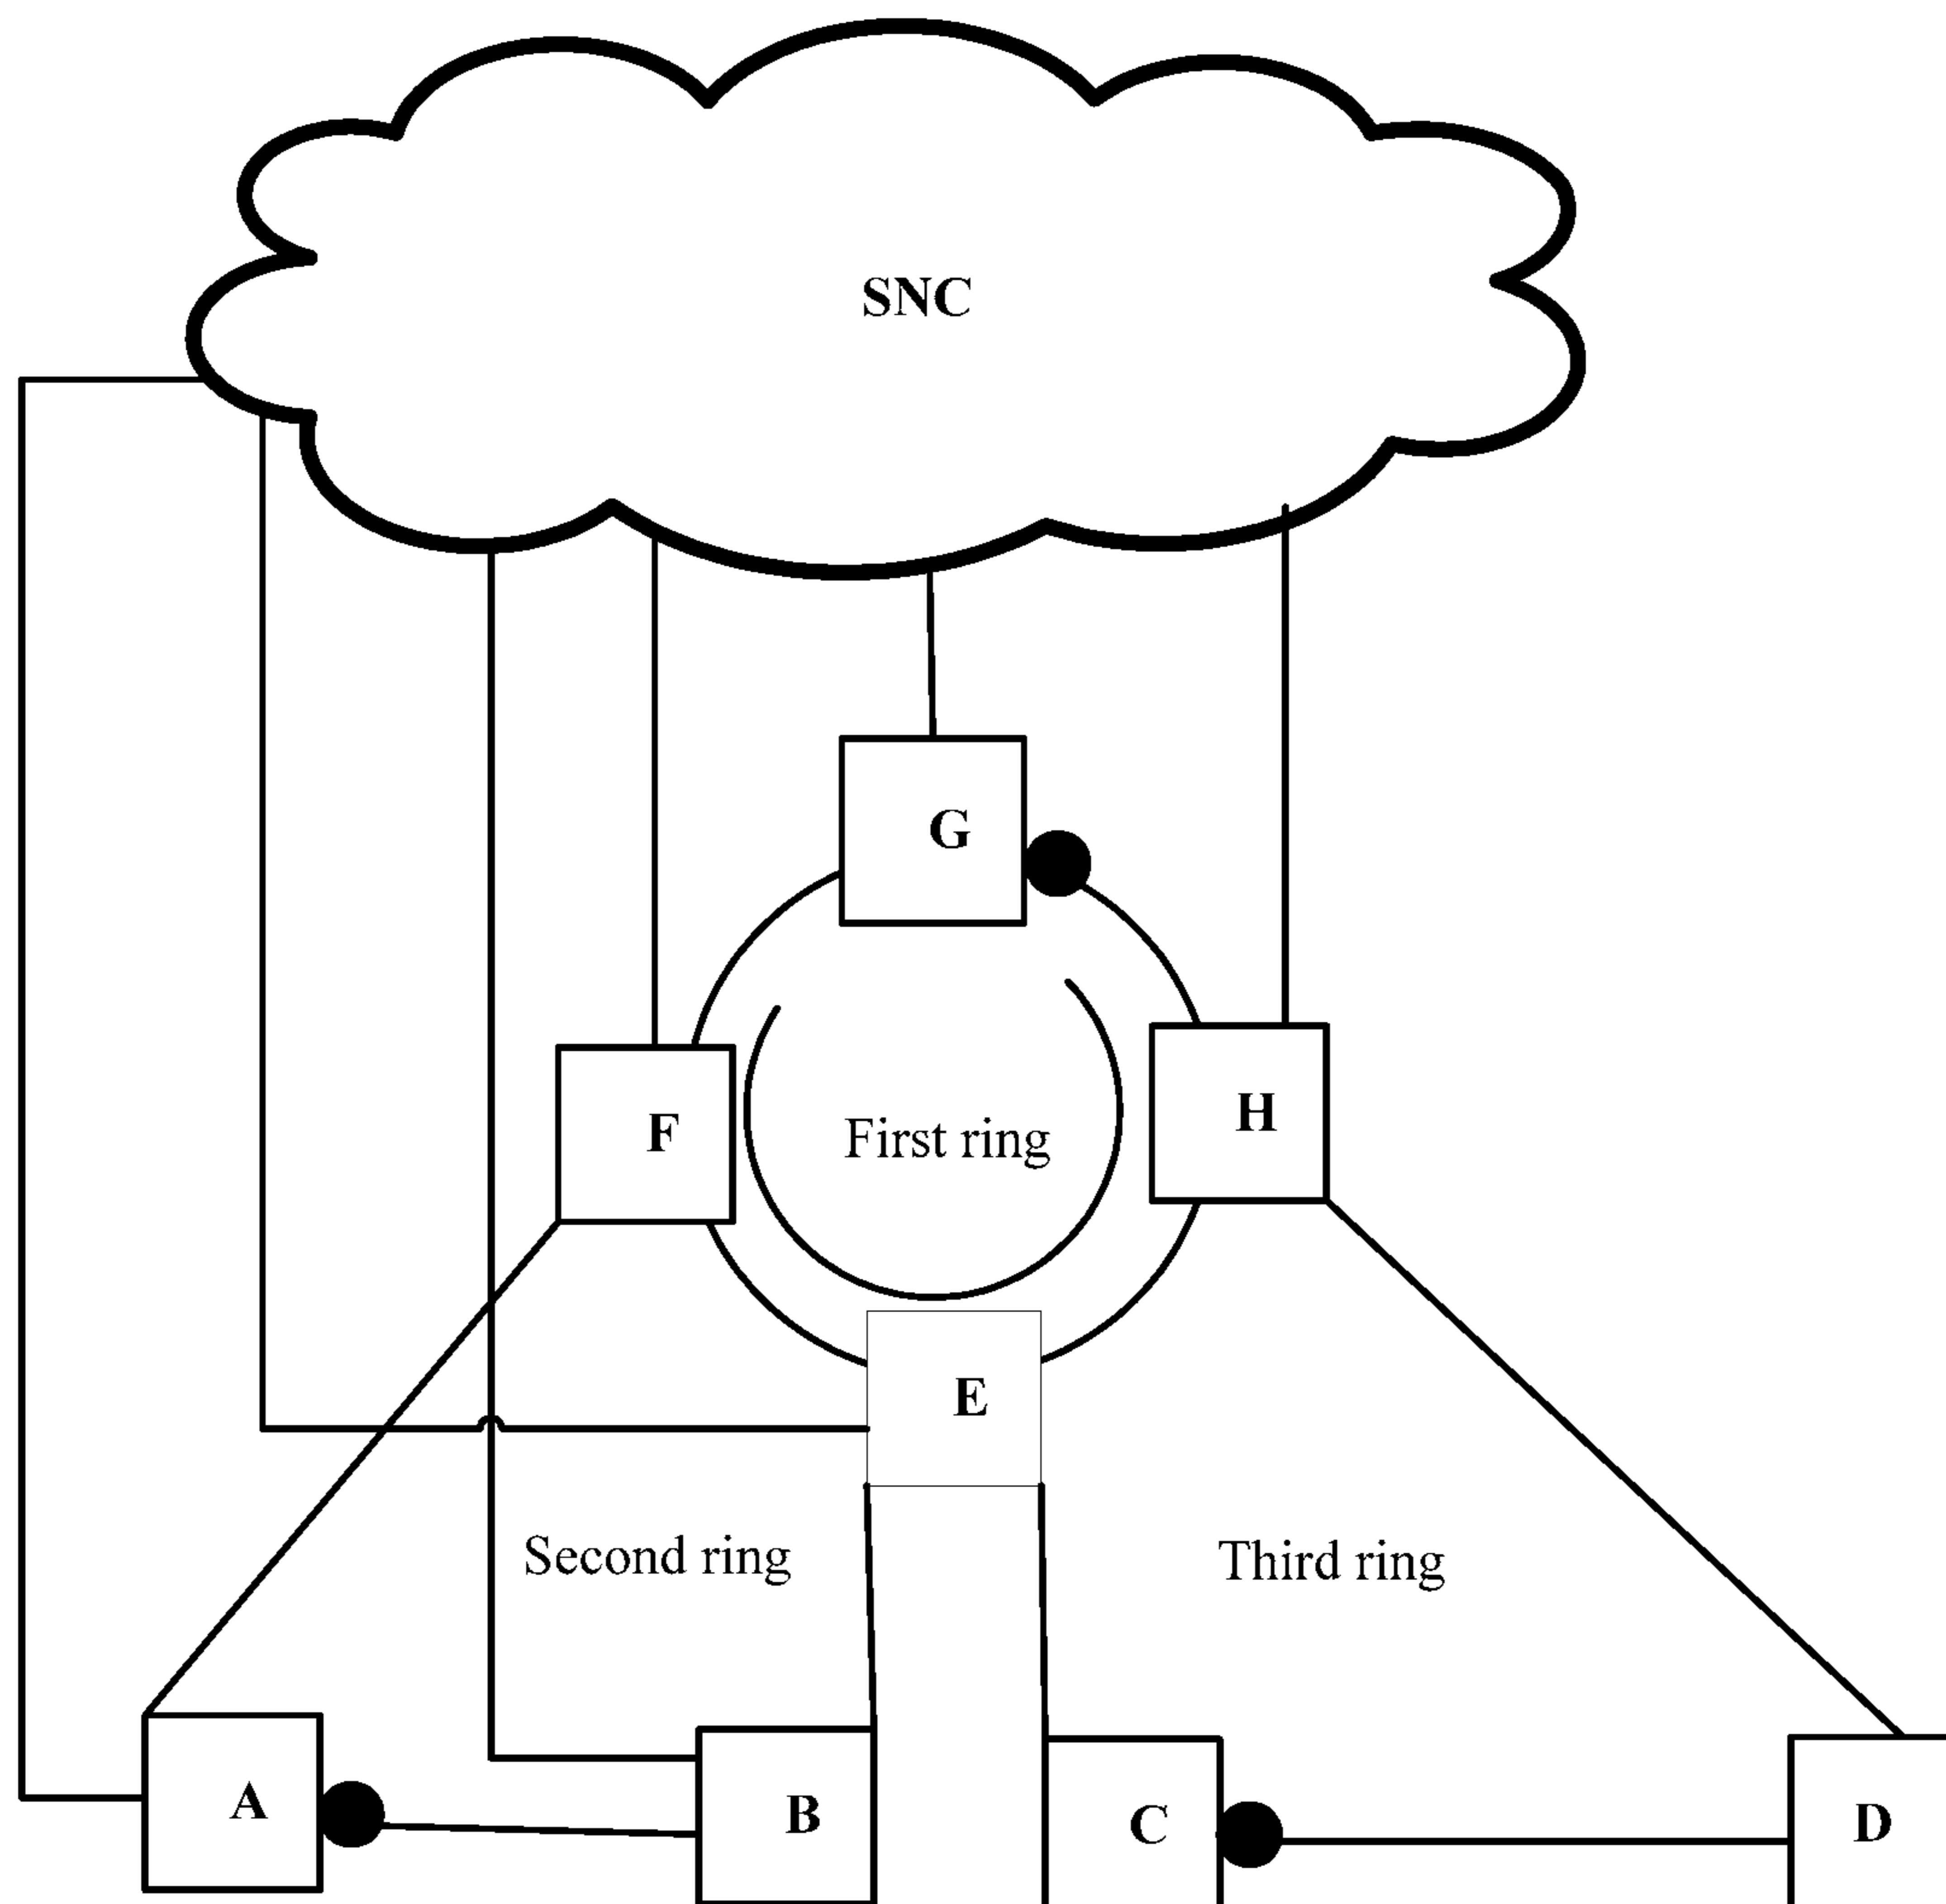 SNC
G
F
H
First ring
E
Second ring
Third ring
A
B
C
D